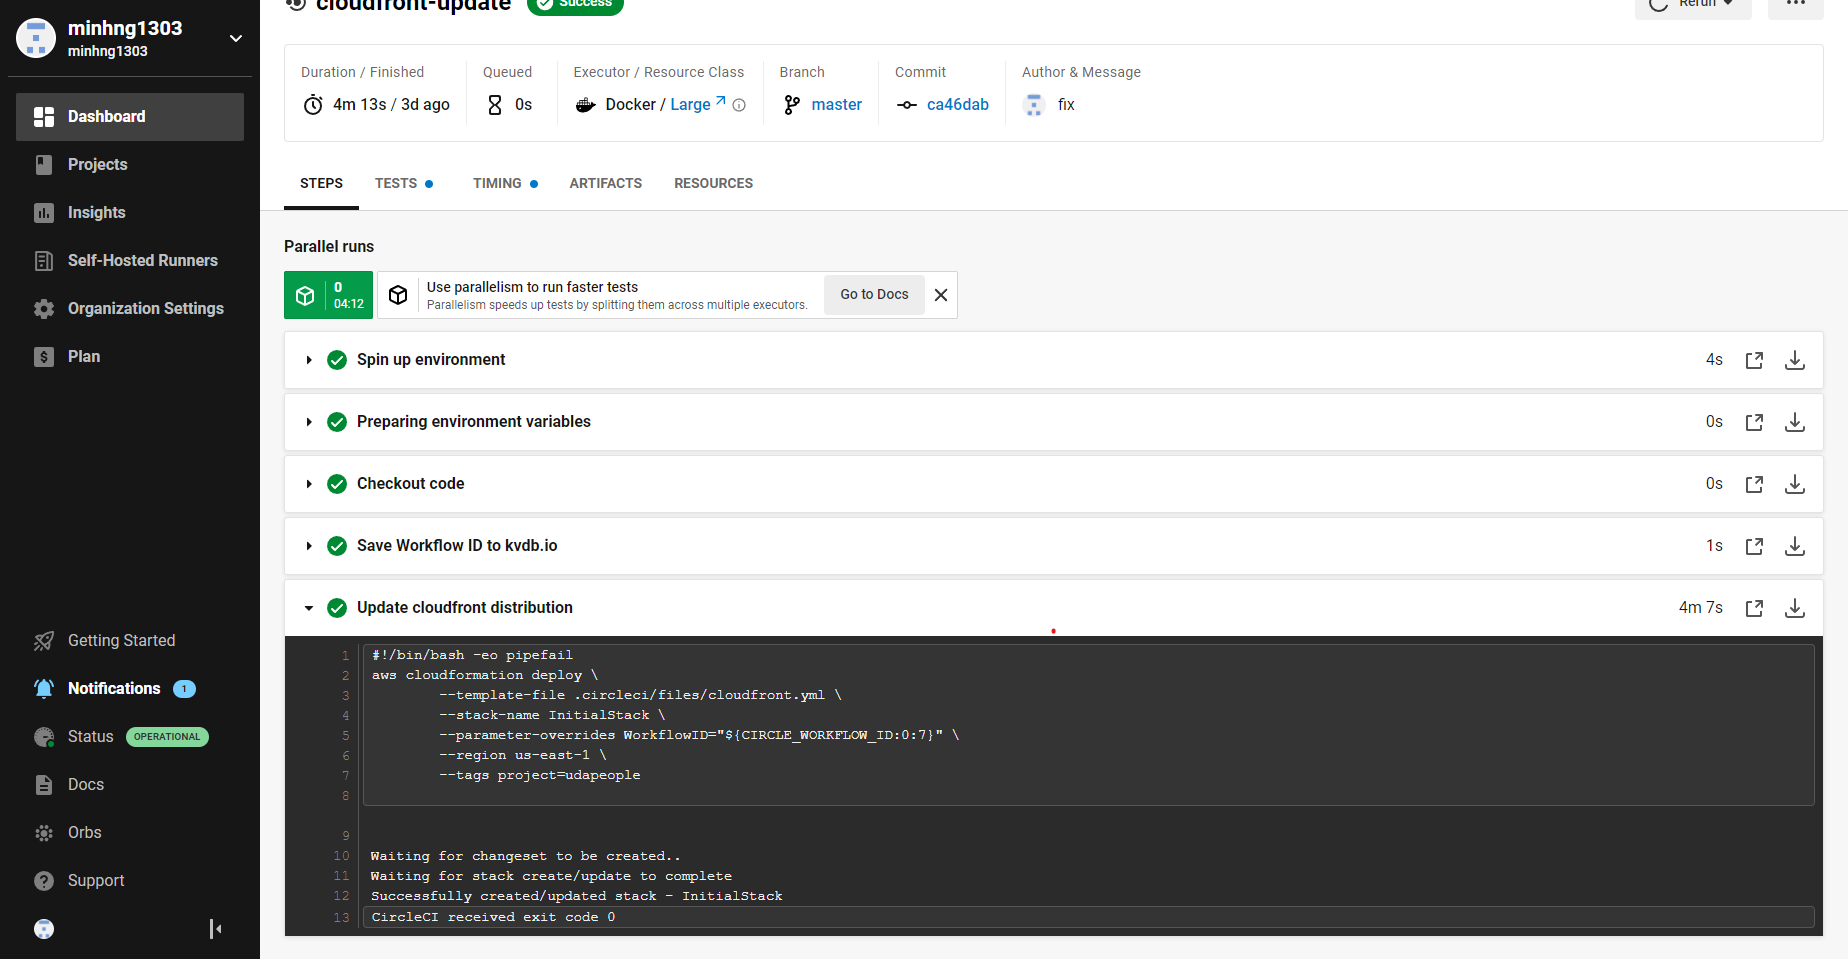 minhng1303
minhng1303
Dashboard
Projects
Insights
Self-Hosted Runners
Organization Settings
Plan
Getting Started
Notifications 1
Status OPERATIONAL
Docs
Orbs
Support
cloudfront-update Success
Rerun
Duration / Finished
4m 13s / 3d ago
Queued
0s
Executor / Resource Class
Docker / Large
Branch
master
Commit
ca46dab
Author & Message
fix
STEPS TESTS TIMING ARTIFACTS RESOURCES
Parallel runs
0
04:12
Use parallelism to run faster tests
Parallelism speeds up tests by splitting them across multiple executors.
Go to Docs
Spin up environment 4s
Preparing environment variables 0s
Checkout code 0s
Save Workflow ID to kvdb.io 1s
Update cloudfront distribution 4m 7s
1 #!/bin/bash -eo pipefail
2 aws cloudformation deploy \
3 --template-file .circleci/files/cloudfront.yml \
4 --stack-name InitialStack \
5 --parameter-overrides WorkflowID="${CIRCLE_WORKFLOW_ID:0:7}" \
6 --region us-east-1 \
7 --tags project=udapeople
8
9
10 Waiting for changeset to be created..
11 Waiting for stack create/update to complete
12 Successfully created/updated stack - InitialStack
13 CircleCI received exit code 0